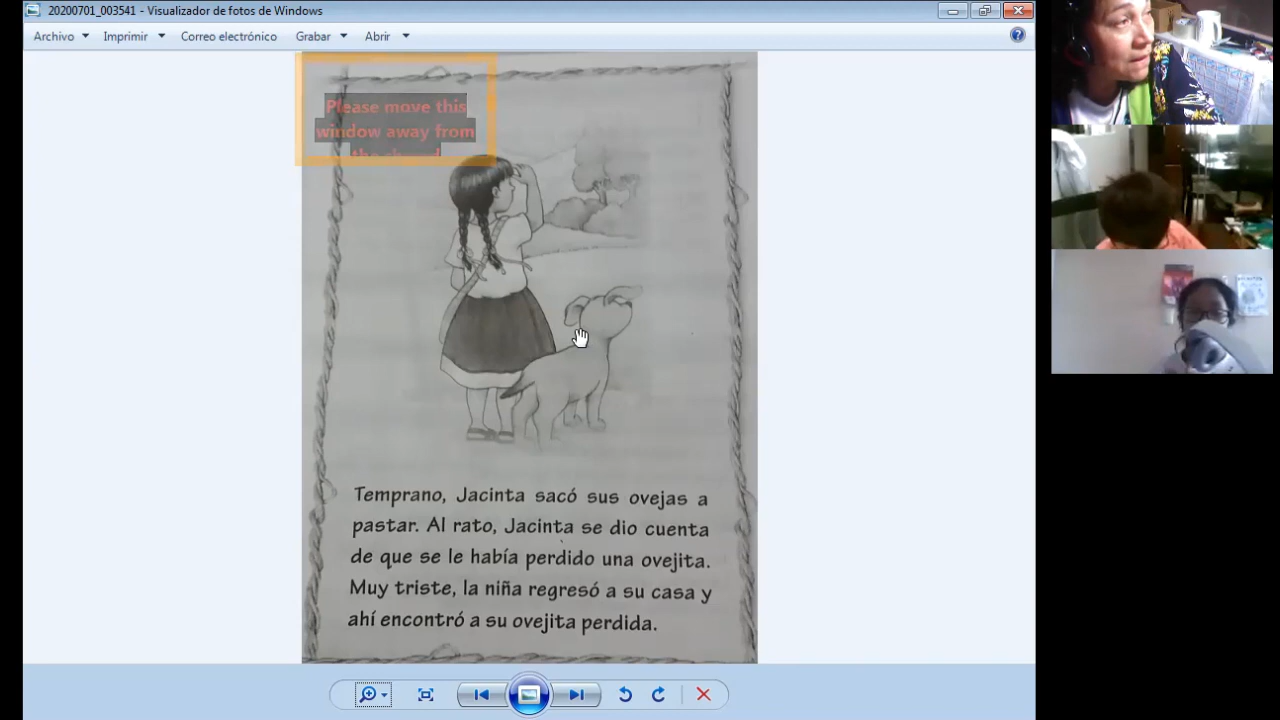 20200701_003541 - Visualizador de fotos de Windows
Archivo Imprimir Correo electrónico Grabar Abrir
Please move this
window away from
the shared
Temprano, Jacinta sacó sus ovejas a
pastar. Al rato, Jacinta se dio cuenta
de que se le había perdido una ovejita.
Muy triste, la niña regresó a su casa y
ahí encontró a su ovejita perdida.